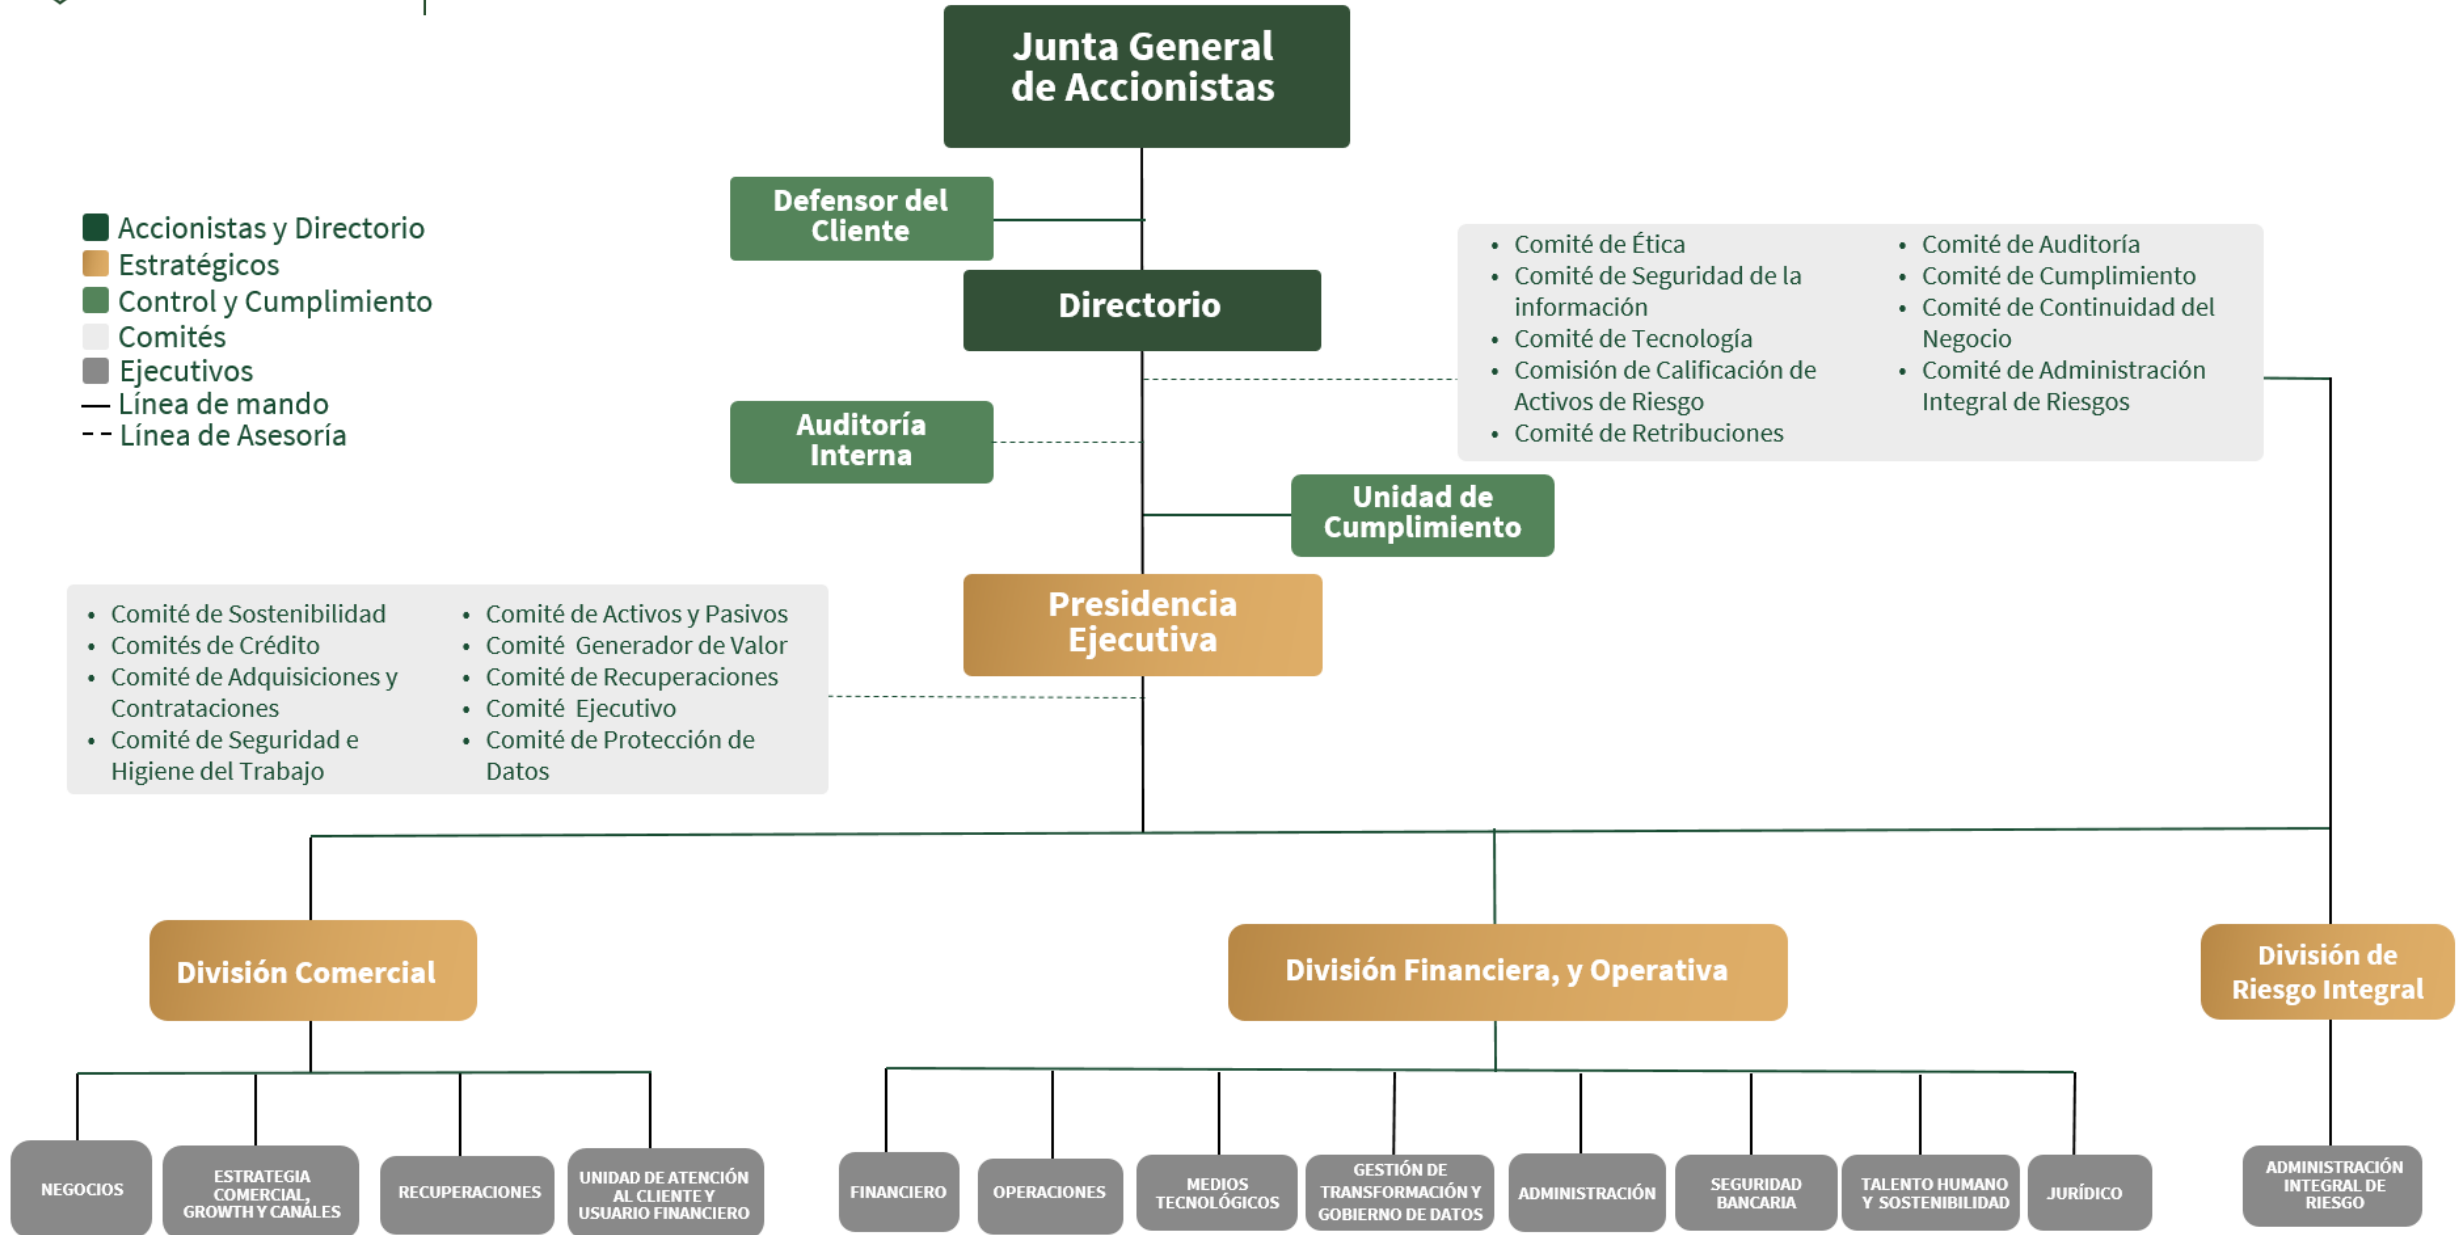 Junta General
de Accionistas
Defensor del
Cliente
Accionistas y Directorio
Estratégicos
Control y Cumplimiento
Comités
Ejecutivos
Línea de mando
Línea de Asesoría
Directorio
• Comité de Ética
• Comité de Seguridad de la
información
• Comité de Tecnología
• Comisión de Calificación de
Activos de Riesgo
• Comité de Retribuciones
• Comité de Auditoría
• Comité de Cumplimiento
• Comité de Continuidad del
Negocio
• Comité de Administración
Integral de Riesgos
Auditoría
Interna
Unidad de
Cumplimiento
Presidencia
Ejecutiva
• Comité de Sostenibilidad
• Comités de Crédito
• Comité de Adquisiciones y
Contrataciones
• Comité de Seguridad e
Higiene del Trabajo
• Comité de Activos y Pasivos
• Comité Generador de Valor
• Comité de Recuperaciones
• Comité Ejecutivo
• Comité de Protección de
Datos
División Comercial
División Financiera, y Operativa
División de
Riesgo Integral
NEGOCIOS
ESTRATEGIA
COMERCIAL,
GROWTH Y CANALES
RECUPERACIONES
UNIDAD DE ATENCIÓN
AL CLIENTE Y
USUARIO FINANCIERO
FINANCIERO
OPERACIONES
MEDIOS
TECNOLÓGICOS
GESTIÓN DE
TRANSFORMACIÓN Y
GOBIERNO DE DATOS
ADMINISTRACIÓN
SEGURIDAD
BANCARIA
TALENTO HUMANO
Y SOSTENIBILIDAD
JURÍDICO
ADMINISTRACIÓN
INTEGRAL DE
RIESGO